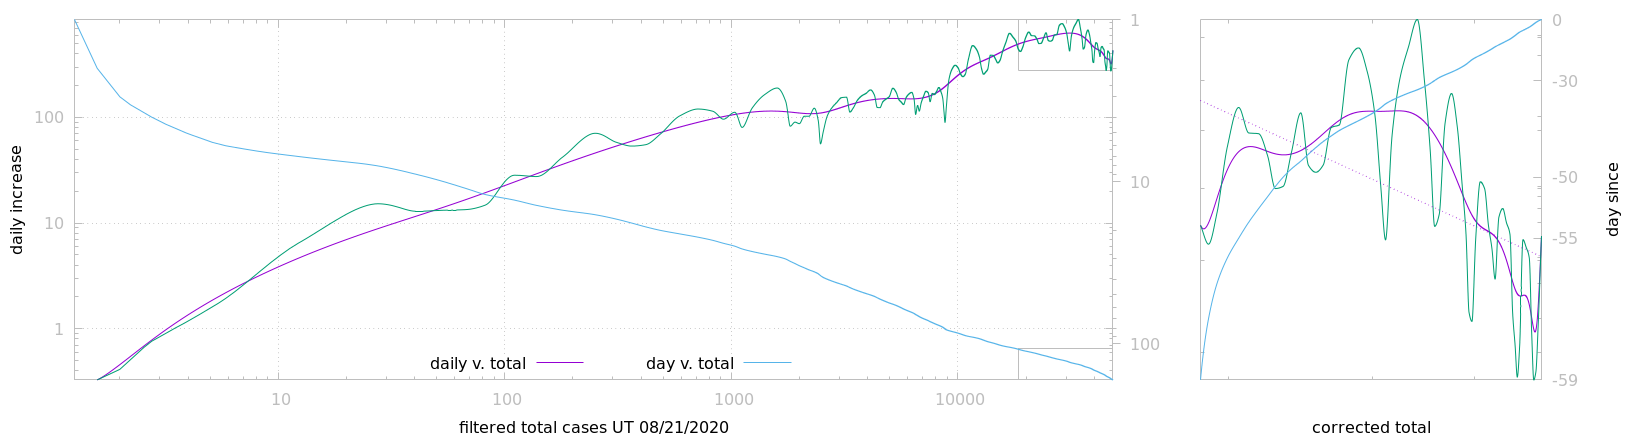 daily increase
100
10
1
10
100
1000
10000
daily v. total
day v. total
filtered total cases UT 08/21/2020
1
10
100
0
-30
-50
-55
-59
day since
corrected total